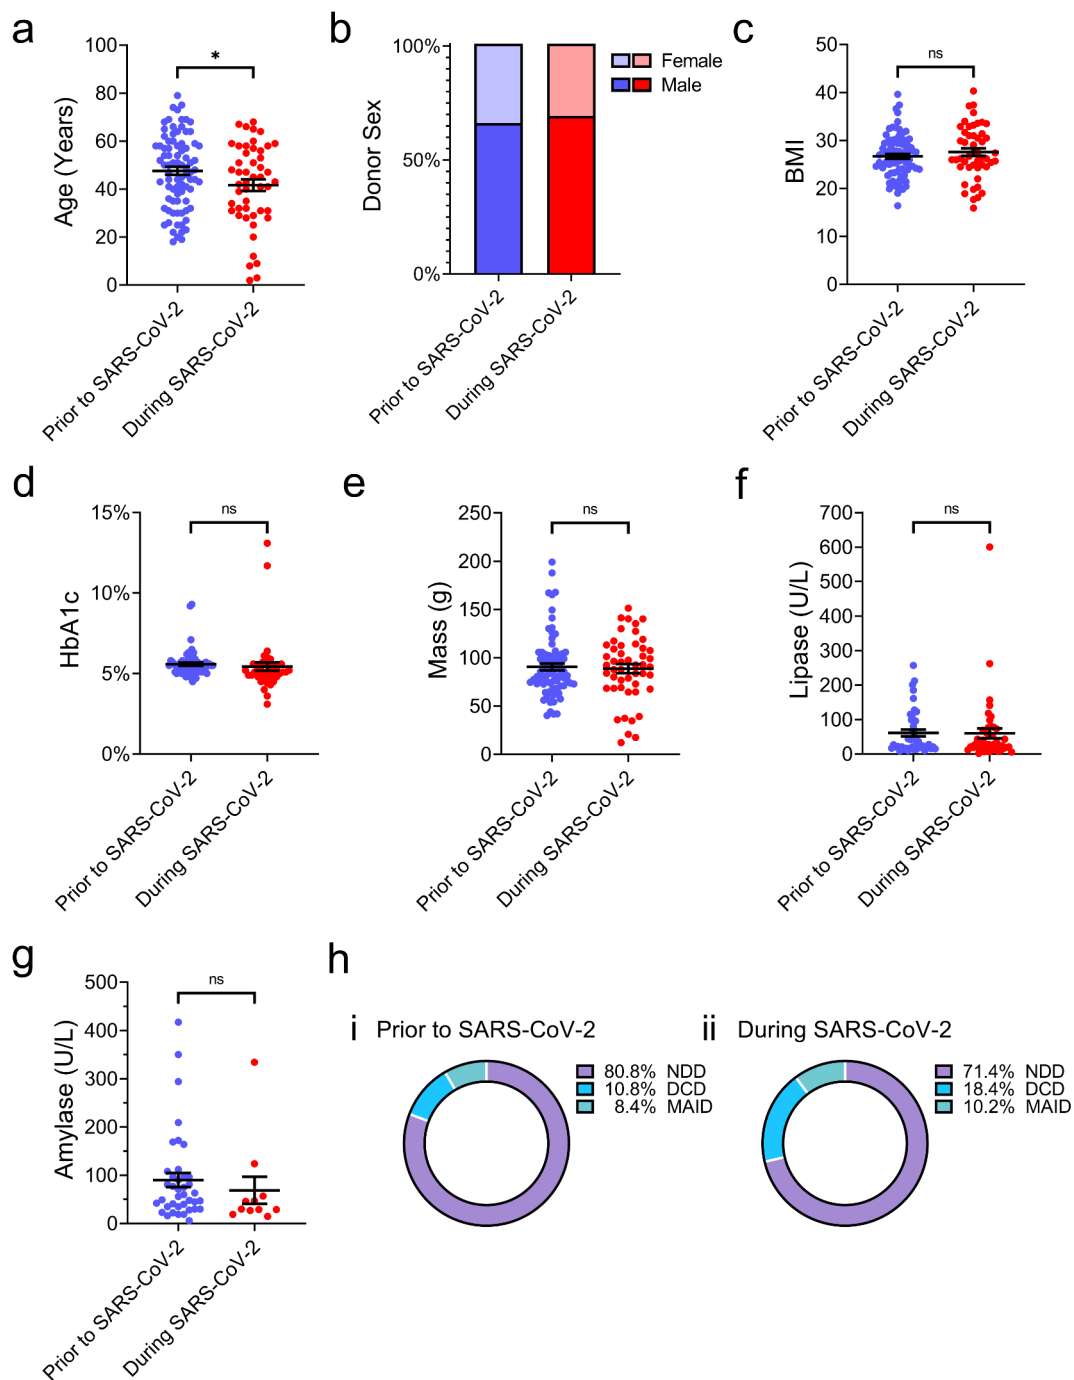 a
100
80
60
40
20
0
Age (Years)
*
Prior to SARS-CoV-2
During SARS-CoV-2
b
100%
50%
0%
Donor Sex
Female
Male
Prior to SARS-CoV-2
During SARS-CoV-2
c
50
40
30
20
10
0
BMI
ns
Prior to SARS-CoV-2
During SARS-CoV-2
d
15%
10%
5%
0%
HbA1c
ns
Prior to SARS-CoV-2
During SARS-CoV-2
e
250
200
150
100
50
0
Mass (g)
ns
Prior to SARS-CoV-2
During SARS-CoV-2
f
700
600
500
400
300
200
100
0
Lipase (U/L)
ns
Prior to SARS-CoV-2
During SARS-CoV-2
g
500
400
300
200
100
0
Amylase (U/L)
ns
Prior to SARS-CoV-2
During SARS-CoV-2
h
i Prior to SARS-CoV-2
80.8% NDD
10.8% DCD
8.4% MAID
ii During SARS-CoV-2
71.4% NDD
18.4% DCD
10.2% MAID